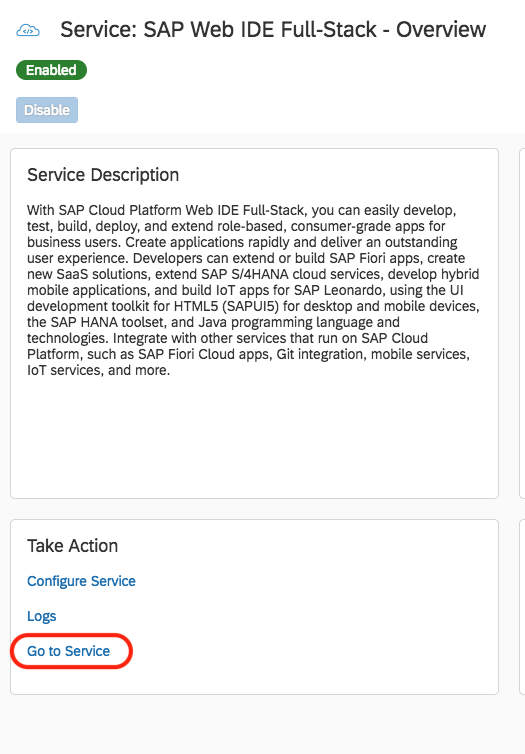 Service: SAP Web IDE Full-Stack - Overview
Enabled
Disable
Service Description
With SAP Cloud Platform Web IDE Full-Stack, you can easily develop,
test, build, deploy, and extend role-based, consumer-grade apps for
business users. Create applications rapidly and deliver an outstanding
user experience. Developers can extend or build SAP Fiori apps, create
new SaaS solutions, extend SAP S/4HANA cloud services, develop hybrid
mobile applications, and build IoT apps for SAP Leonardo, using the UI
development toolkit for HTML5 (SAPUI5) for desktop and mobile devices,
the SAP HANA toolset, and Java programming language and
technologies. Integrate with other services that run on SAP Cloud
Platform, such as SAP Fiori Cloud apps, Git integration, mobile services,
IoT services, and more.
Take Action
Configure Service
Logs
Go to Service